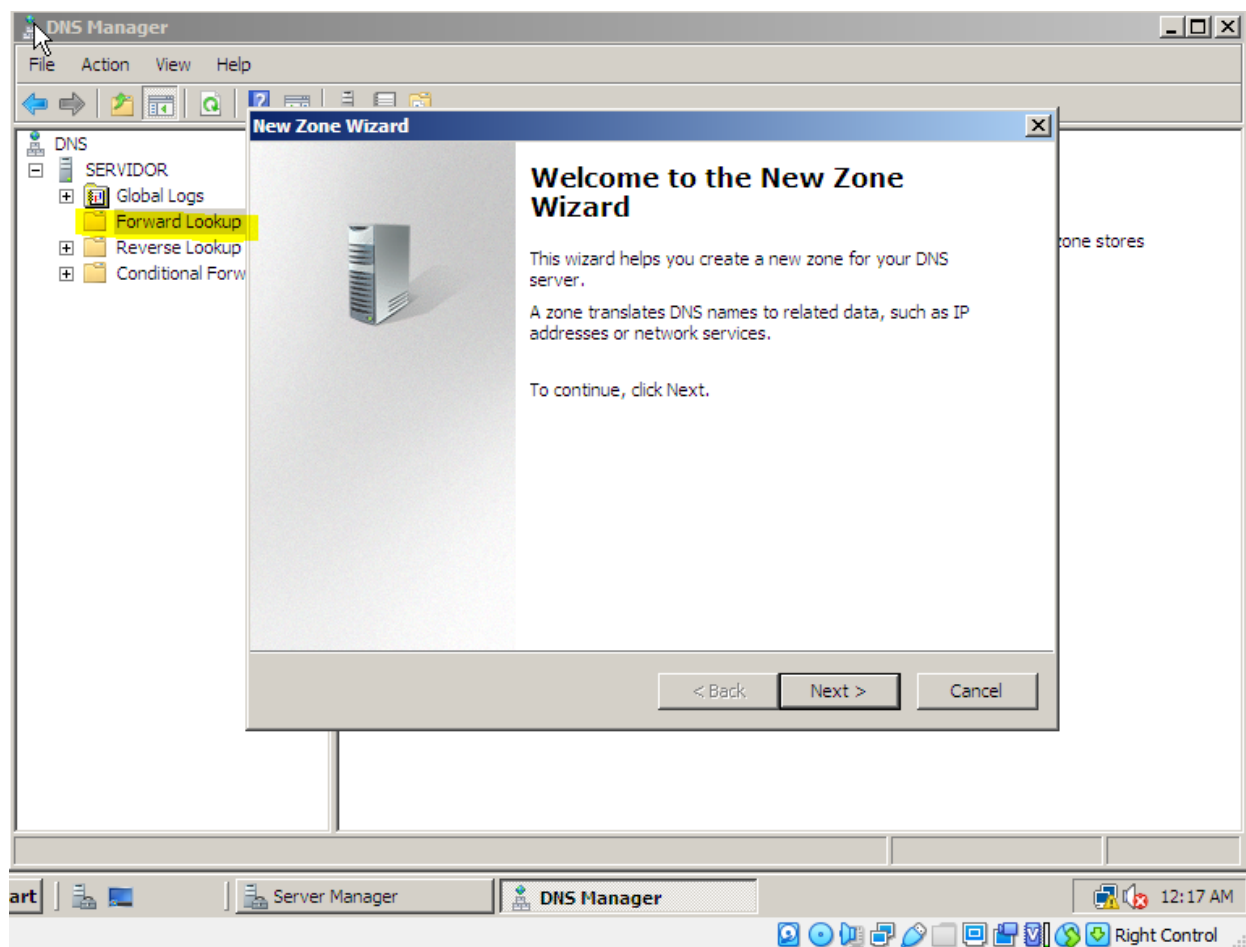 DNS Manager
File Action View Help
New Zone Wizard
DNS
SERVIDOR
Global Logs
Forward Lookup
Reverse Lookup
Conditional Forw
Welcome to the New Zone
Wizard
This wizard helps you create a new zone for your DNS
server.
A zone translates DNS names to related data, such as IP
addresses or network services.
To continue, click Next.
zone stores
< Back Next > Cancel
art Server Manager DNS Manager 12:17 AM
Right Control